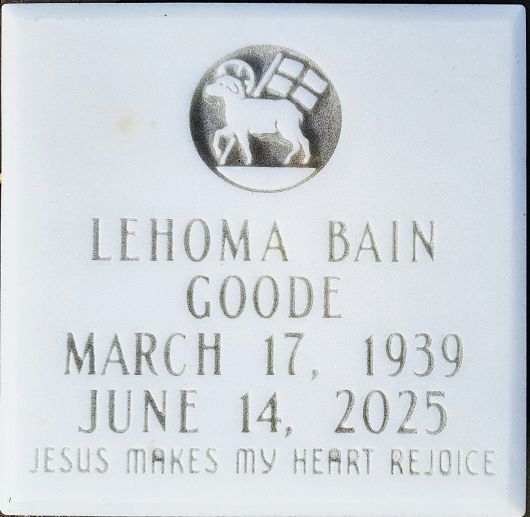 LEHOMA BAIN
GOODE
MARCH 17, 1939
JUNE 14, 2025
JESUS MAKES MY HEART REJOICE